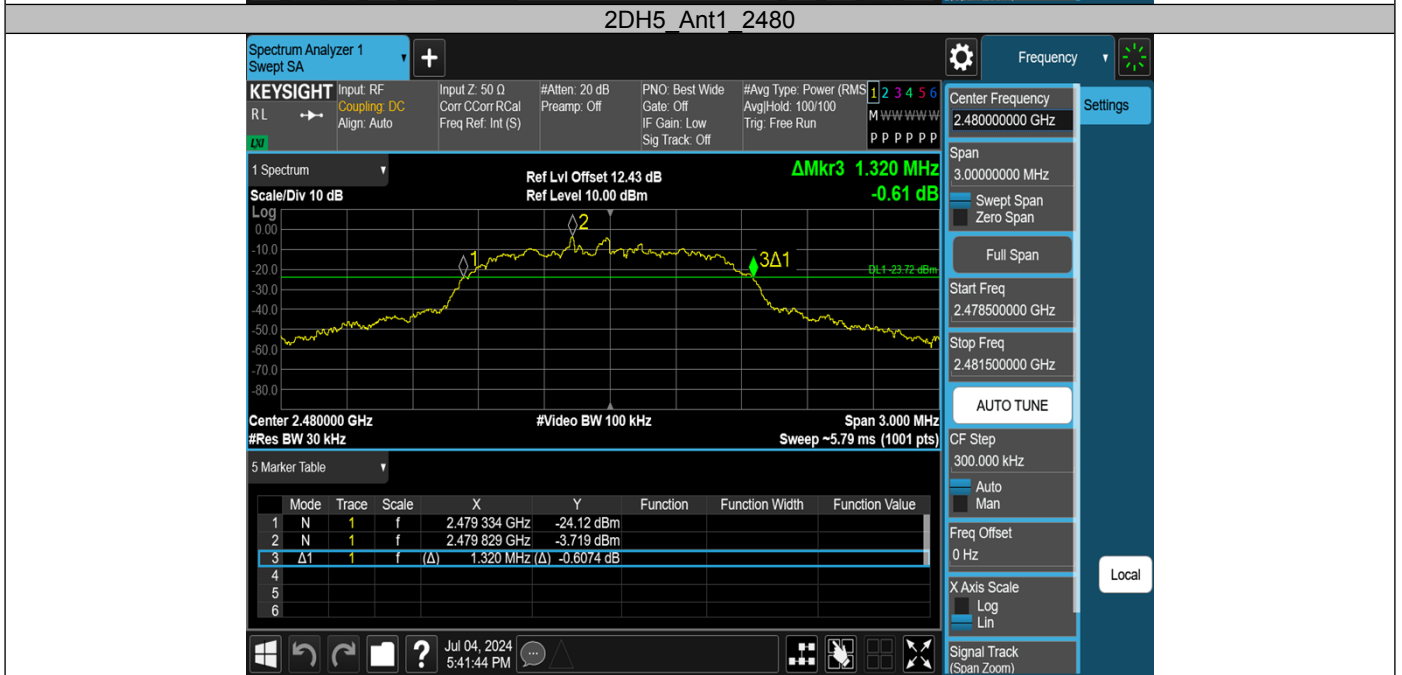 2DH5_Ant1_2480
Spectrum Analyzer 1
Swept SA
+
Frequency
KEYSIGHT
RL
LXI
Input: RF
Coupling: DC
Align: Auto
Input Z: 50 Ω
Corr CCorr RCal
Freq Ref: Int (S)
#Atten: 20 dB
Preamp: Off
PNO: Best Wide
Gate: Off
IF Gain: Low
Sig Track: Off
#Avg Type: Power (RMS
Avg|Hold: 100/100
Trig: Free Run
1 2 3 4 5 6
M W W W W W
P P P P P P
Center Frequency
2.480000000 GHz
Settings
Span
3.00000000 MHz
Swept Span
Zero Span
Full Span
Start Freq
2.478500000 GHz
Stop Freq
2.481500000 GHz
AUTO TUNE
CF Step
300.000 kHz
Auto
Man
Freq Offset
0 Hz
X Axis Scale
Log
Lin
Signal Track
(Span Zoom)
Local
1 Spectrum
Scale/Div 10 dB
Ref Lvl Offset 12.43 dB
Ref Level 10.00 dBm
ΔMkr3 1.320 MHz
-0.61 dB
Log
0.00
-10.0
-20.0
-30.0
-40.0
-50.0
-60.0
-70.0
-80.0
1
2
3Δ1
DL1 -23.72 dBm
Center 2.480000 GHz
#Video BW 100 kHz
Span 3.000 MHz
#Res BW 30 kHz
Sweep ~5.79 ms (1001 pts)
5 Marker Table
Mode Trace Scale X Y Function Function Width Function Value
1 N 1 f 2.479 334 GHz -24.12 dBm
2 N 1 f 2.479 829 GHz -3.719 dBm
3 Δ1 1 f (Δ) 1.320 MHz (Δ) -0.6074 dB
4
5
6
?
Jul 04, 2024
5:41:44 PM